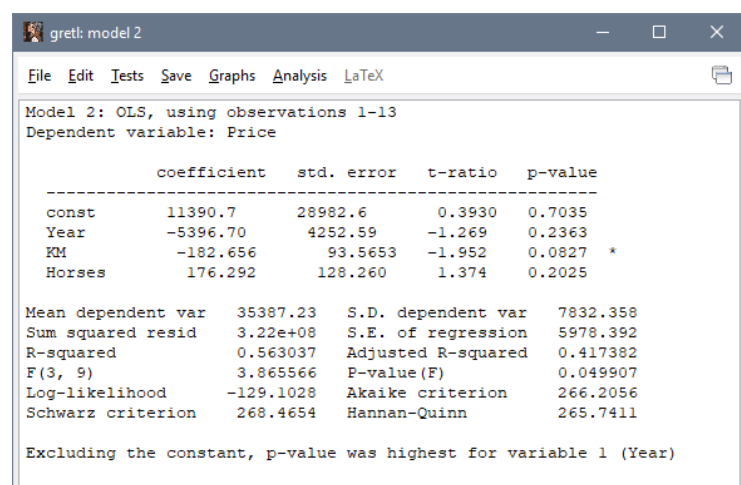 gretl: model 2
File Edit Tests Save Graphs Analysis LaTeX
Model 2: OLS, using observations 1-13
Dependent variable: Price
coefficient std. error t-ratio p-value
-------------------------------------------------------
const 11390.7 28982.6 0.3930 0.7035
Year −5396.70 4252.59 −1.269 0.2363
KM −182.656 93.5653 −1.952 0.0827 *
Horses 176.292 128.260 1.374 0.2025
Mean dependent var 35387.23 S.D. dependent var 7832.358
Sum squared resid 3.22e+08 S.E. of regression 5978.392
R-squared 0.563037 Adjusted R-squared 0.417382
F(3, 9) 3.865566 P-value(F) 0.049907
Log-likelihood −129.1028 Akaike criterion 266.2056
Schwarz criterion 268.4654 Hannan-Quinn 265.7411
Excluding the constant, p-value was highest for variable 1 (Year)